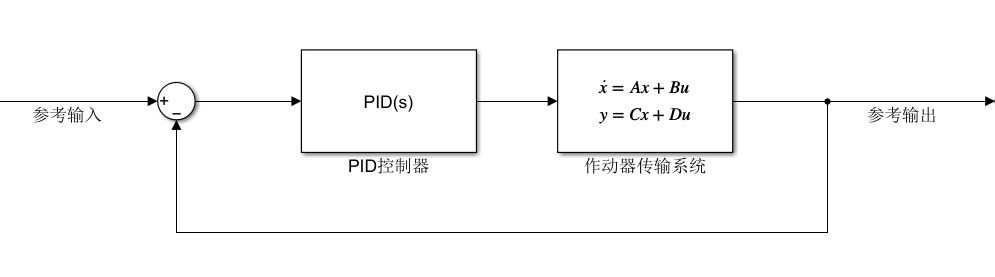 参考输入
+
−
PID(s)
PID控制器
ẋ = Ax + Bu
y = Cx + Du
作动器传输系统
参考输出